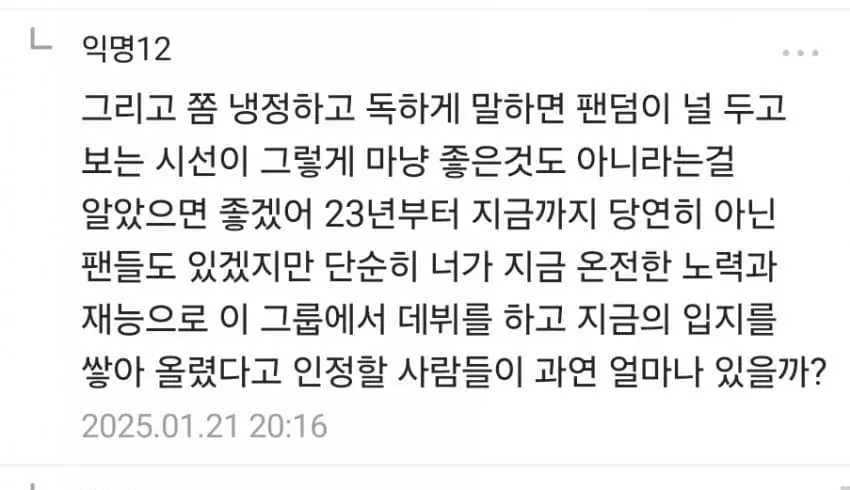 익명12
그리고 쫌 냉정하고 독하게 말하면 팬덤이 널 두고
보는 시선이 그렇게 마냥 좋은것도 아니라는걸
알았으면 좋겠어 23년부터 지금까지 당연히 아닌
팬들도 있겠지만 단순히 너가 지금 온전한 노력과
재능으로 이 그룹에서 데뷔를 하고 지금의 입지를
쌓아 올렸다고 인정할 사람들이 과연 얼마나 있을까?
2025.01.21 20:16